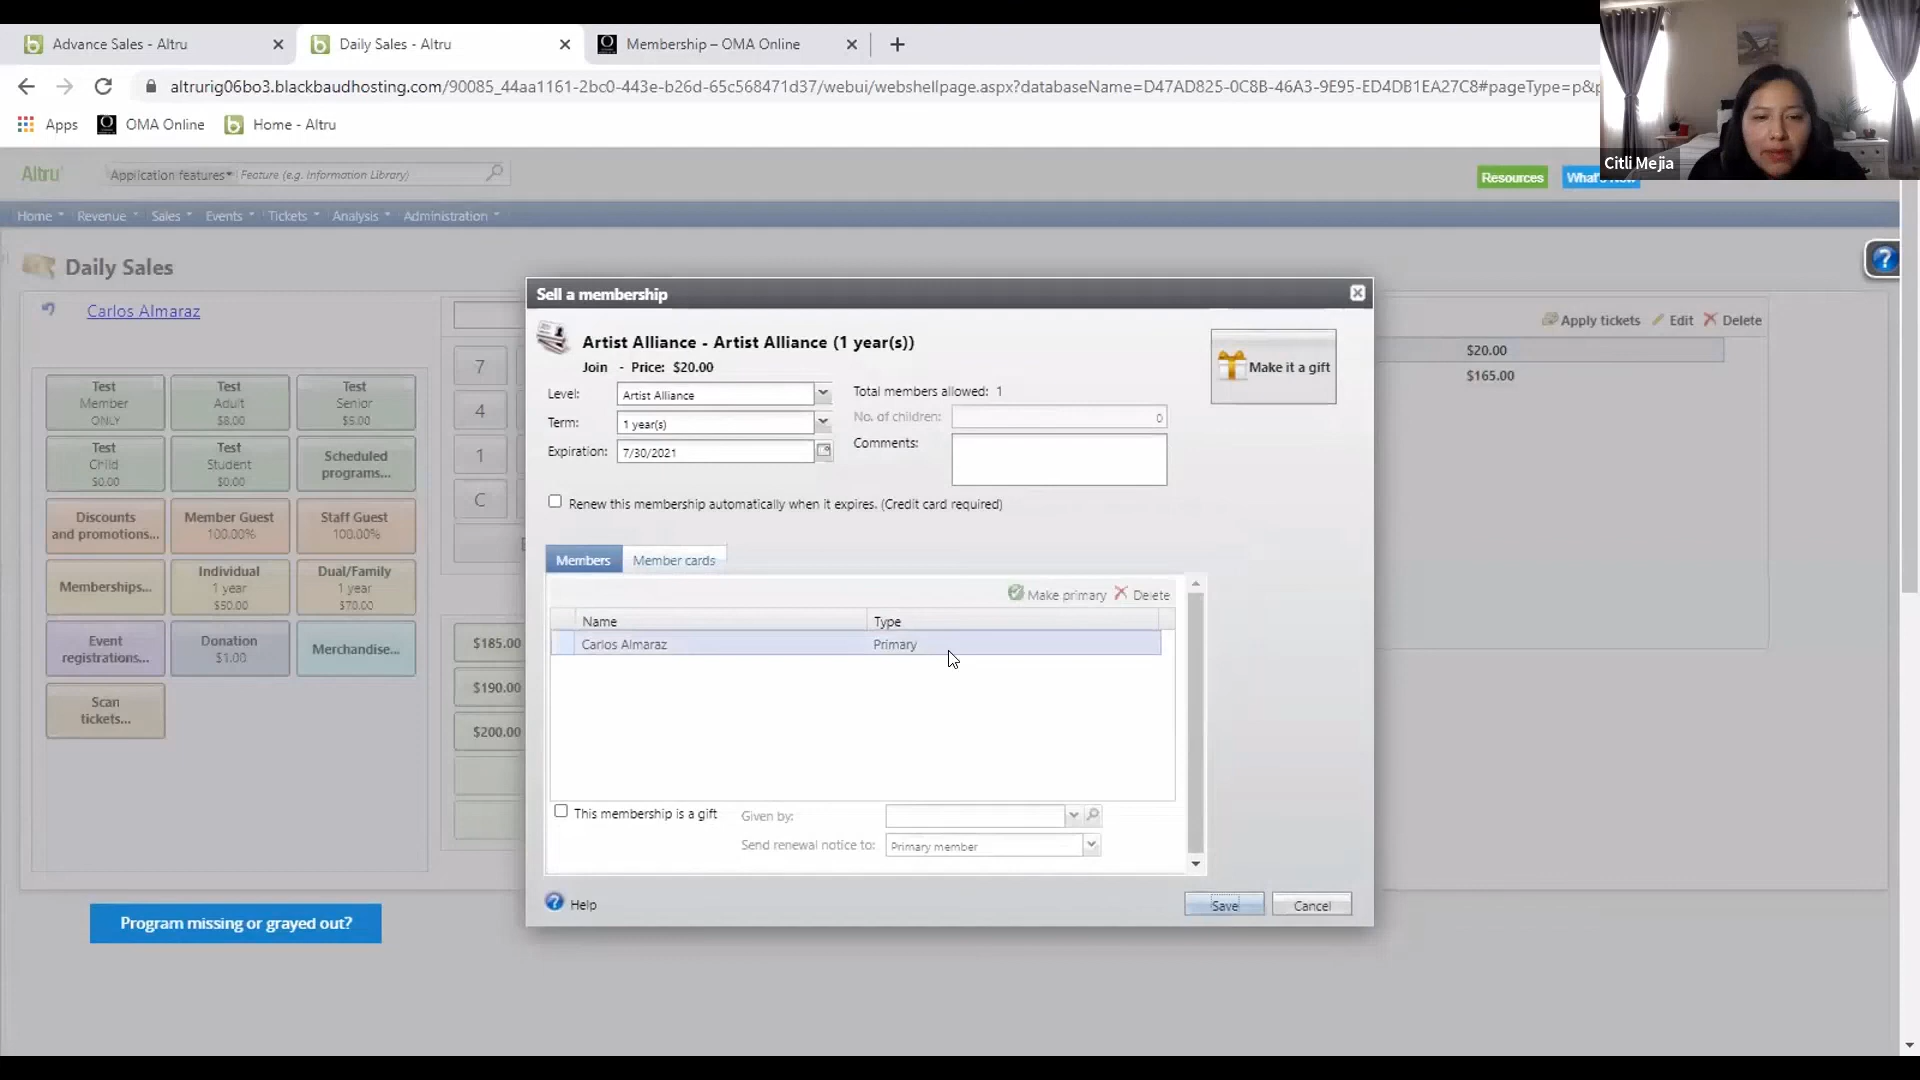 Advance Sales - Altru
Daily Sales - Altru
Membership – OMA Online
altrurig06bo3.blackbaudhosting.com/90085_44aa1161-2bc0-443e-b26d-65c568471d37/webui/webshellpage.aspx?databaseName=D47AD825-0C8B-46A3-9E95-ED4DB1EA27C8#pageType=p&
Apps
OMA Online
Home - Altru
Citli Mejia
Altru
Application features
Feature (e.g. Information Library)
Resources
What's New
Home
Revenue
Sales
Events
Tickets
Analysis
Administration
Daily Sales
Carlos Almaraz
Test
Member
ONLY
Test
Adult
$8.00
Test
Senior
$5.00
Test
Child
$0.00
Test
Student
$0.00
Scheduled
programs...
Discounts
and promotions...
Member Guest
100.00%
Staff Guest
100.00%
Memberships...
Individual
1 year
$50.00
Dual/Family
1 year
$70.00
Event
registrations...
Donation
$1.00
Merchandise...
Scan
tickets...
Program missing or grayed out?
7
4
1
C
$185.00
$190.00
$200.00
Apply tickets
Edit
Delete
$20.00
$165.00
Sell a membership
Artist Alliance - Artist Alliance (1 year(s))
Join - Price: $20.00
Make it a gift
Level: Artist Alliance
Term: 1 year(s)
Expiration: 7/30/2021
Total members allowed: 1
No. of children: 0
Comments:
Renew this membership automatically when it expires. (Credit card required)
Members
Member cards
Make primary
Delete
Name Type
Carlos Almaraz Primary
This membership is a gift
Given by:
Send renewal notice to: Primary member
Help
Save
Cancel